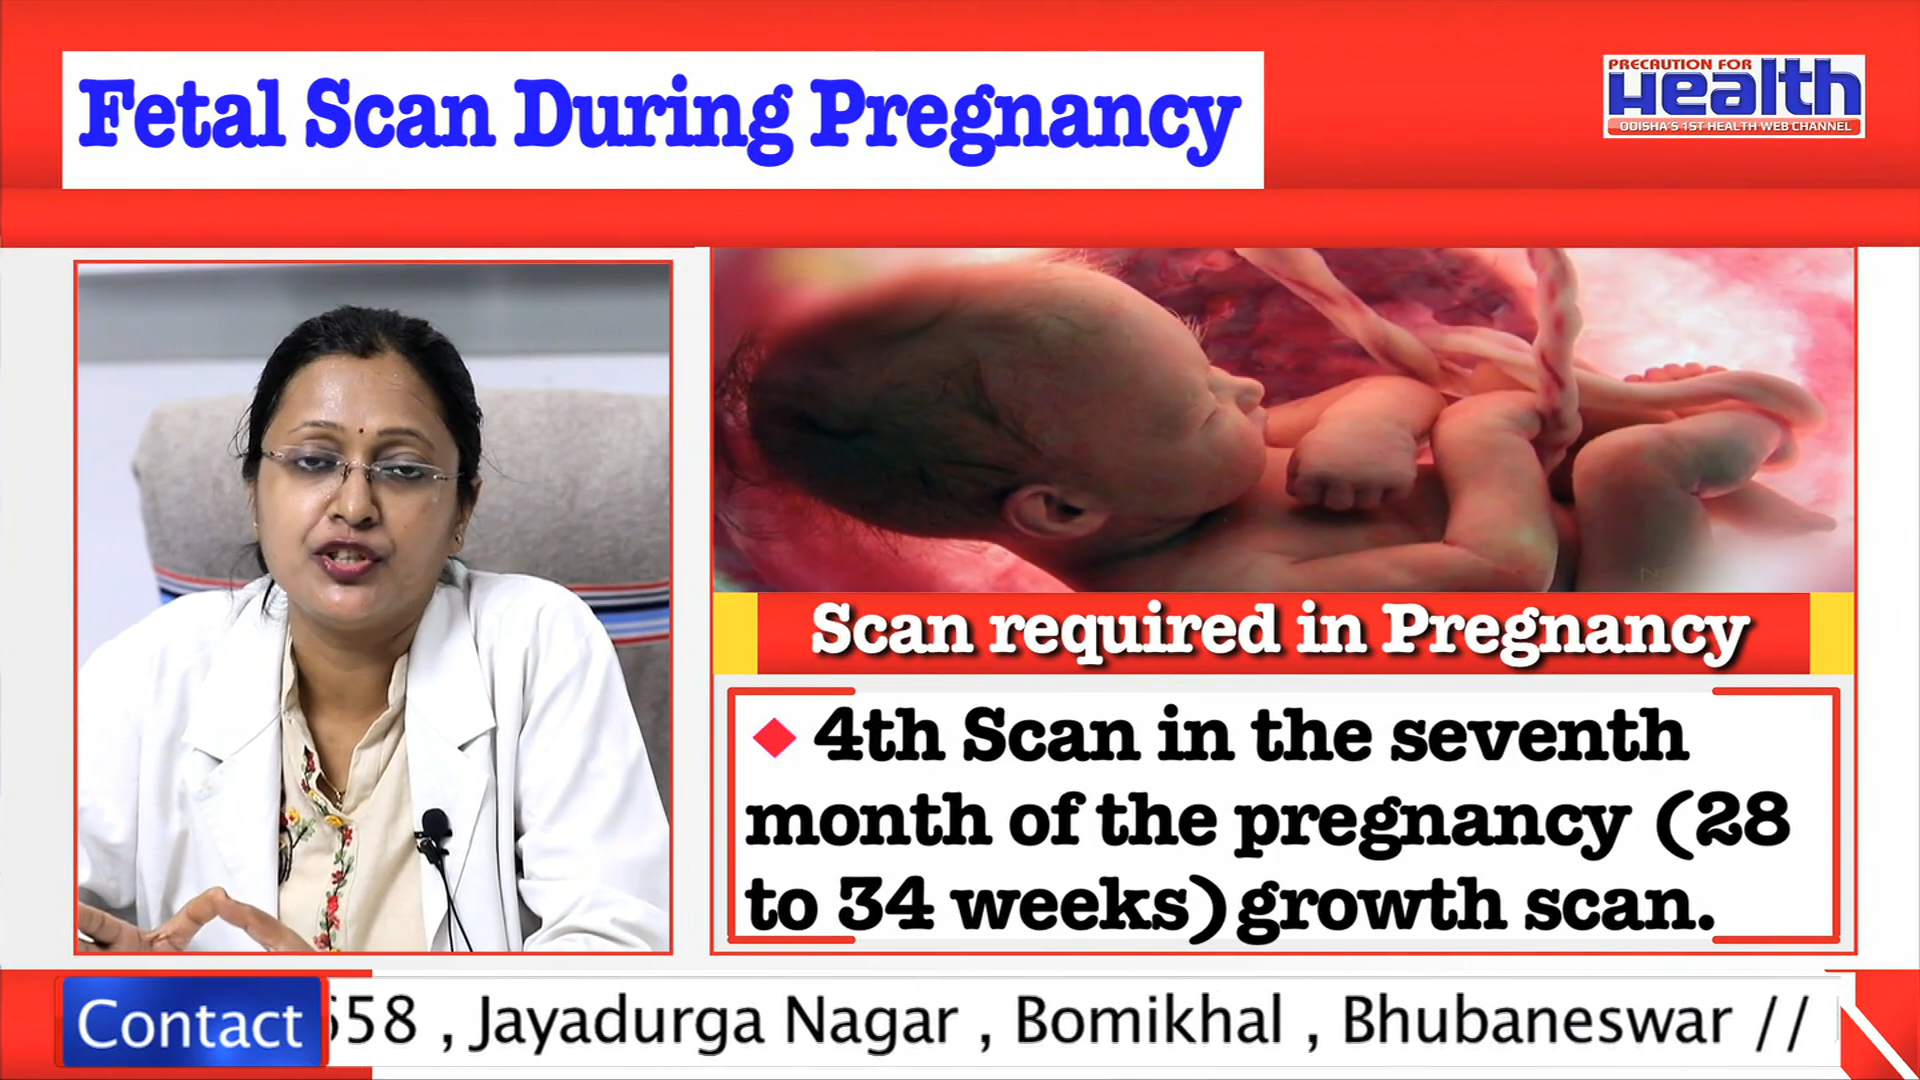 Fetal Scan During Pregnancy
PRECAUTION FOR
Health
ODISHA'S 1ST HEALTH WEB CHANNEL
Scan required in Pregnancy
4th Scan in the seventh
month of the pregnancy (28
to 34 weeks) growth scan.
Contact
58 , Jayadurga Nagar , Bomikhal , Bhubaneswar //